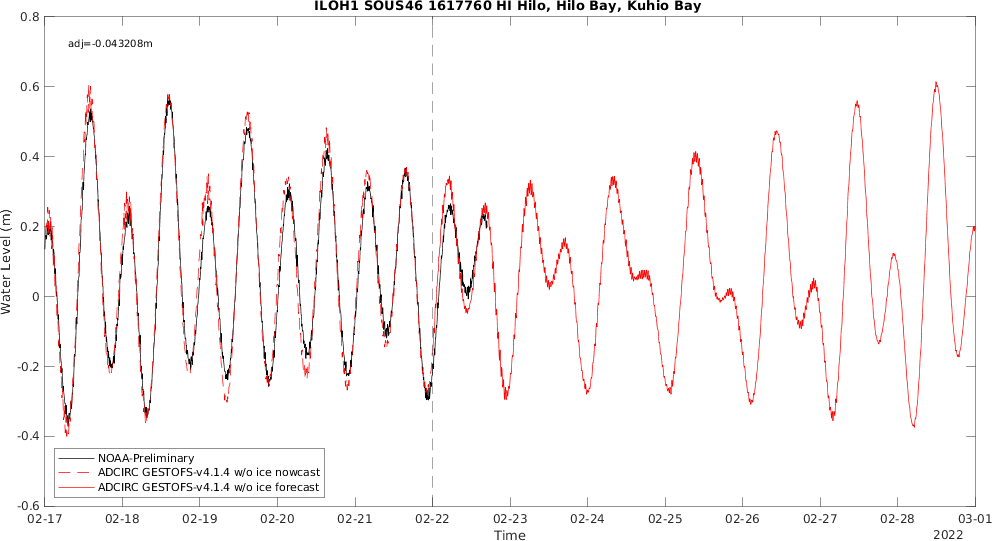 ILOH1 SOUS46 1617760 HI Hilo, Hilo Bay, Kuhio Bay
adj=-0.043208m
0.8
0.6
0.4
0.2
0
-0.2
-0.4
-0.6
Water Level (m)
NOAA-Preliminary
ADCIRC GESTOFS-v4.1.4 w/o ice nowcast
ADCIRC GESTOFS-v4.1.4 w/o ice forecast
02-17 02-18 02-19 02-20 02-21 02-22 02-23 02-24 02-25 02-26 02-27 02-28 03-01
Time
2022